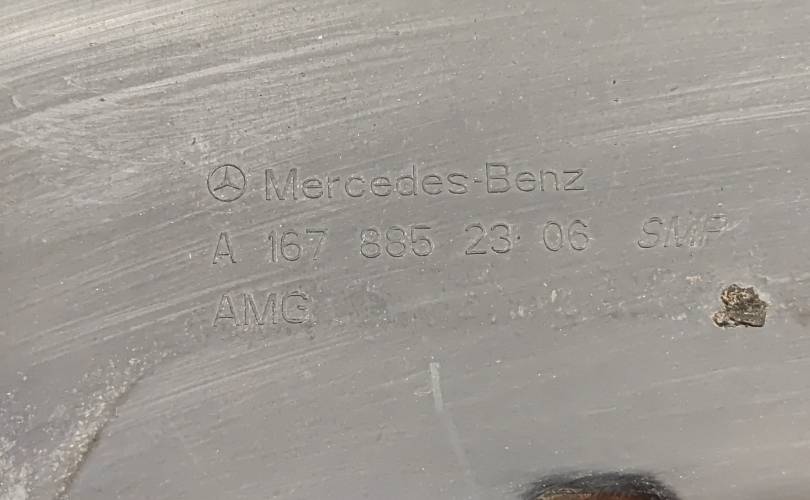 Mercedes-Benz
A 167 885 23 06 SMP
AMG